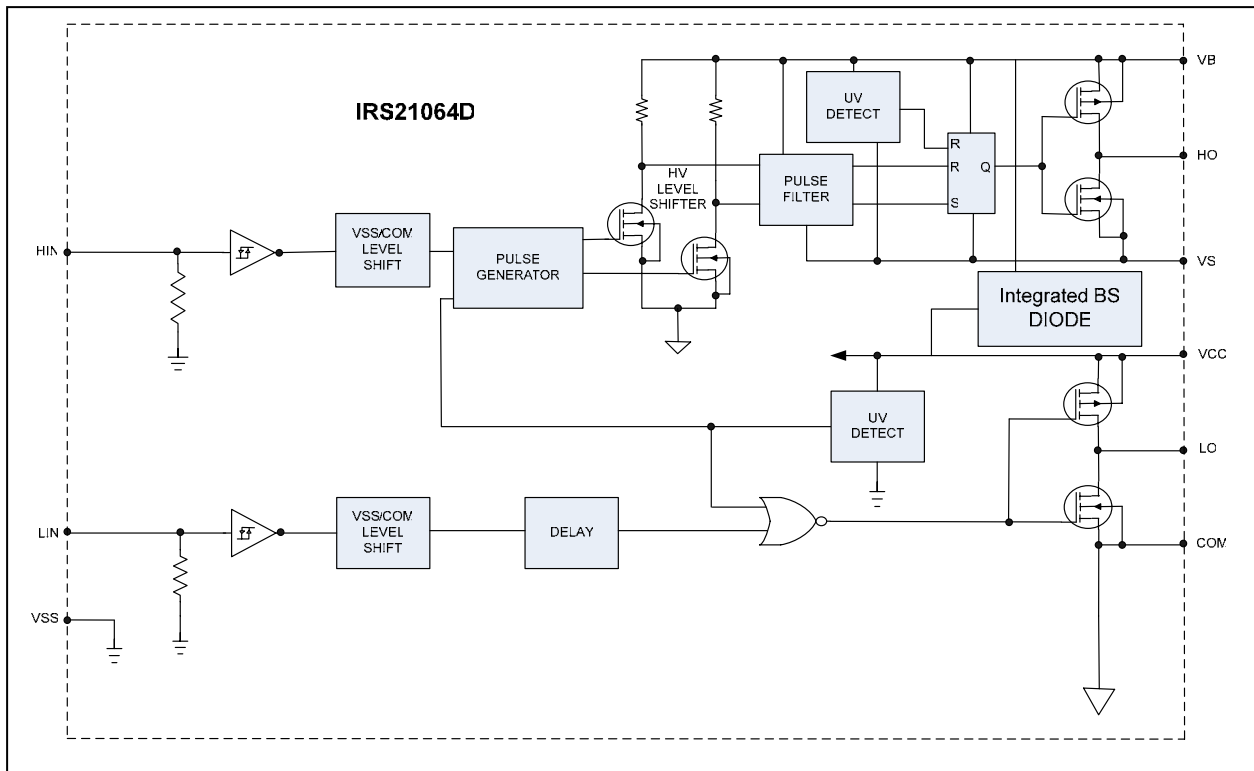 IRS21064D
VB
UV
DETECT
R
R
Q
S
HO
HV
LEVEL
SHIFTER
PULSE
FILTER
HIN
VSS/COM
LEVEL
SHIFT
PULSE
GENERATOR
VS
Integrated BS
DIODE
VCC
UV
DETECT
LO
LIN
VSS/COM
LEVEL
SHIFT
DELAY
COM
VSS